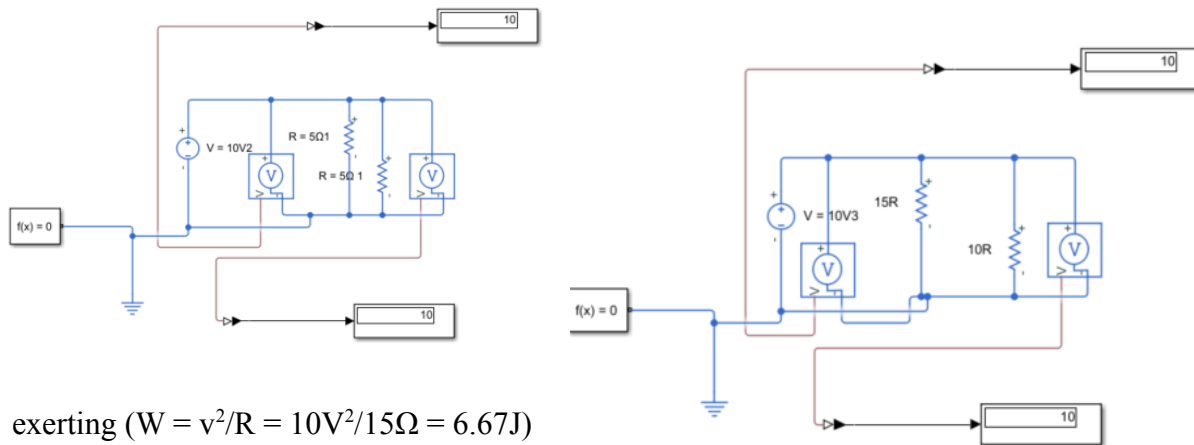 10
V = 10V2
R = 5Ω1
R = 5Ω 1
V
V
V
V
f(x) = 0
10
10
15R
V = 10V3
10R
V
V
V
V
f(x) = 0
10
exerting (W = v²/R = 10V²/15Ω = 6.67J)